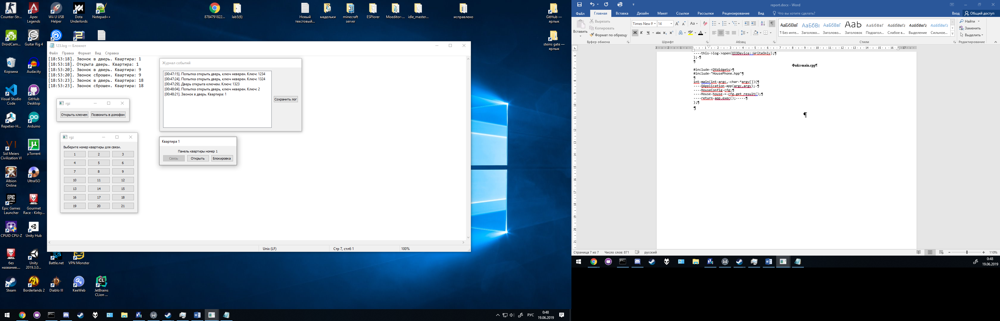 Counter-Str...
Apex Legends
Wii U USB Helper
Dota Underlords
Notepad++
8784791822...
lab5(6)
Новый текстовый...
мадельки
minecraft server
ESPlorer
Moeditor-...
idle_master...
исправлено
GitHub — ярлык
steins gate — ярлык
DroidCam...
Guitar Rig 4
Корзина
Audacity
Visual Studio Code
GitHub Desktop
Repetier-H...
Arduino
Sid Meiers Civilization VI
µTorrent
Albion Online
UltraISO
Epic Games Launcher
Gourmet Race - Kirby...
CPUID CPU-Z
Unity Hub
без названия....
Unity 2019.3.0...
Battle.net
VPN Monster
Steam
Borderlands 2
Diablo III
KeeWeb
JetBrains CLion ...
123.log — Блокнот
Файл Правка Формат Вид Справка
[18:53:18]. Звонок в дверь. Квартира: 1
[18:53:18]. Открыта дверь. Квартира: 1
[18:53:20]. Звонок в дверь. Квартира: 9
[18:53:20]. Звонок сброшен. Квартира: 9
[18:53:23]. Звонок в дверь. Квартира: 18
[18:53:23]. Звонок сброшен. Квартира: 18
Unix (LF) Стр 7, стлб 1 100%
rgz
Открыть ключем Позвонить в домофон
rgz
Выберите номер квартиры для связи.
1 2 3
4 5 6
7 8 9
10 11 12
13 14 15
16 17 18
19 20 21
Журнал событий
[00:47:15]. Попытка открыть дверь, ключ неверен. Ключ: 1234
[00:47:24]. Попытка открыть дверь, ключ неверен. Ключ: 1324
[00:47:29]. Дверь открыта ключем. Ключ: 1323
[00:48:04]. Попытка открыть дверь, ключ неверен. Ключ: 2
[00:48:21]. Звонок в дверь. Квартира: 1
Сохранить лог
Квартира 1
Панель квартиры номер 1
Связь Открыть Блокировка
РУС
0:48
19.06.2019
report.docx - Word
Файл Главная Вставка Дизайн Макет Ссылки Рассылки Рецензирование Вид Что вы хотите сделать? Вход Общий доступ
Вставить
Вырезать
Копировать
Формат по образцу
Буфер обмена
Times New R 14
Шрифт
Абзац
АаБбВвГ АаБбВı АаБбВвГ АаЬ АаБбВвГ АаБбВвГг АаБбВвГг АаБбВвГг
¶ Без инте... Заголово... Заголово... Заголовок Подзагол... Слабое в... Выделение Сильное...
Стили
Найти
Заменить
Выделить
Редактирование
····this->log->open(QIODevice::WriteOnly);¶
};·¶
¶
Файл·main.cpp¶
#include·<QtWidgets>¶
#include·"HousePhone.hpp"¶
¶
int·main(int·argc,·char·*argv[]){¶
····QApplication·app(argc,argv);·¶
····HouseConfig·cfg;¶
····House·house·=·cfg.get_result();¶
····return·app.exec();·····¶
};¶
¶
¶
Страница 7 из 7 Число слов: 871 русский 110%
0:48
19.06.2019